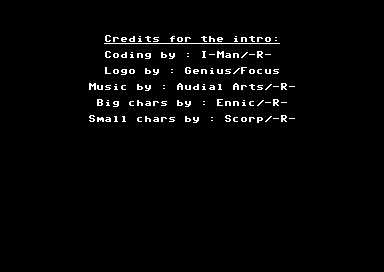 Credits for the intro:
Coding by : I-Man/-R-
Logo by : Genius/Focus
Music by : Audial Arts/-R-
Big chars by : Ennic/-R-
Small chars by : Scorp/-R-